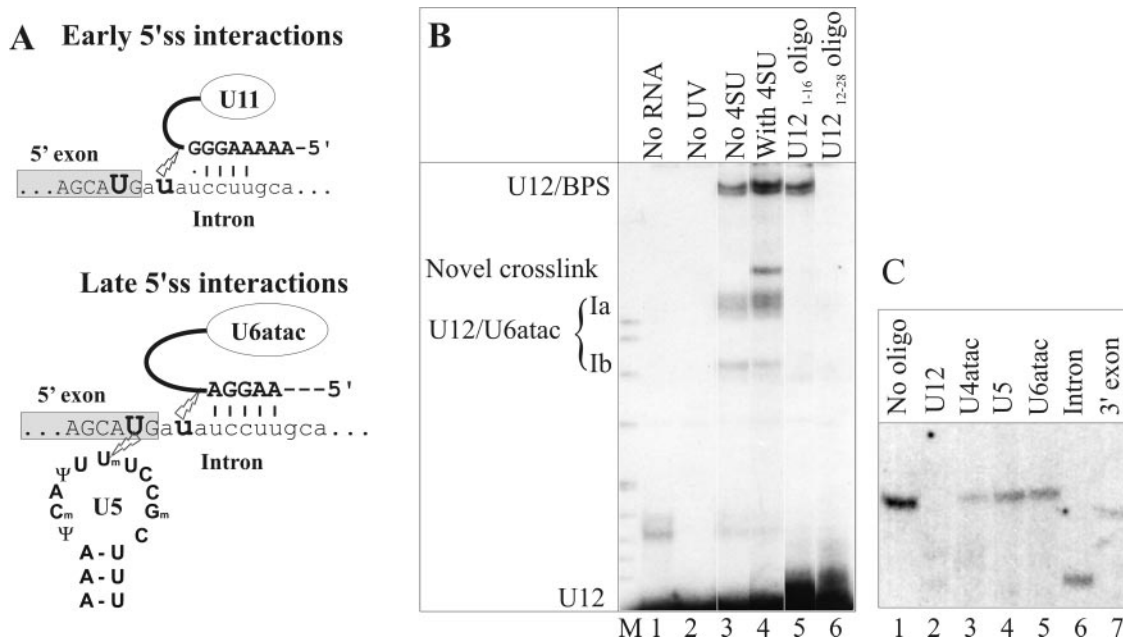 A Early 5'ss interactions
U11
GGGAAAAA-5'
5' exon
...AGCAUGauauccuugca...
Intron
Late 5'ss interactions
U6atac
AGGAA---5'
5' exon
...AGCAUGauauccuugca...
Intron
Ψ U Um U C
A C
Cm U5 Gm
Ψ C
A - U
A - U
A - U
B
No RNA
No UV
No 4SU
With 4SU
U12 1-16 oligo
U12 12-28 oligo
U12/BPS
Novel crosslink
U12/U6atac { Ia
Ib
U12
M 1 2 3 4 5 6
C
No oligo
U12
U4atac
U5
U6atac
Intron
3' exon
1 2 3 4 5 6 7